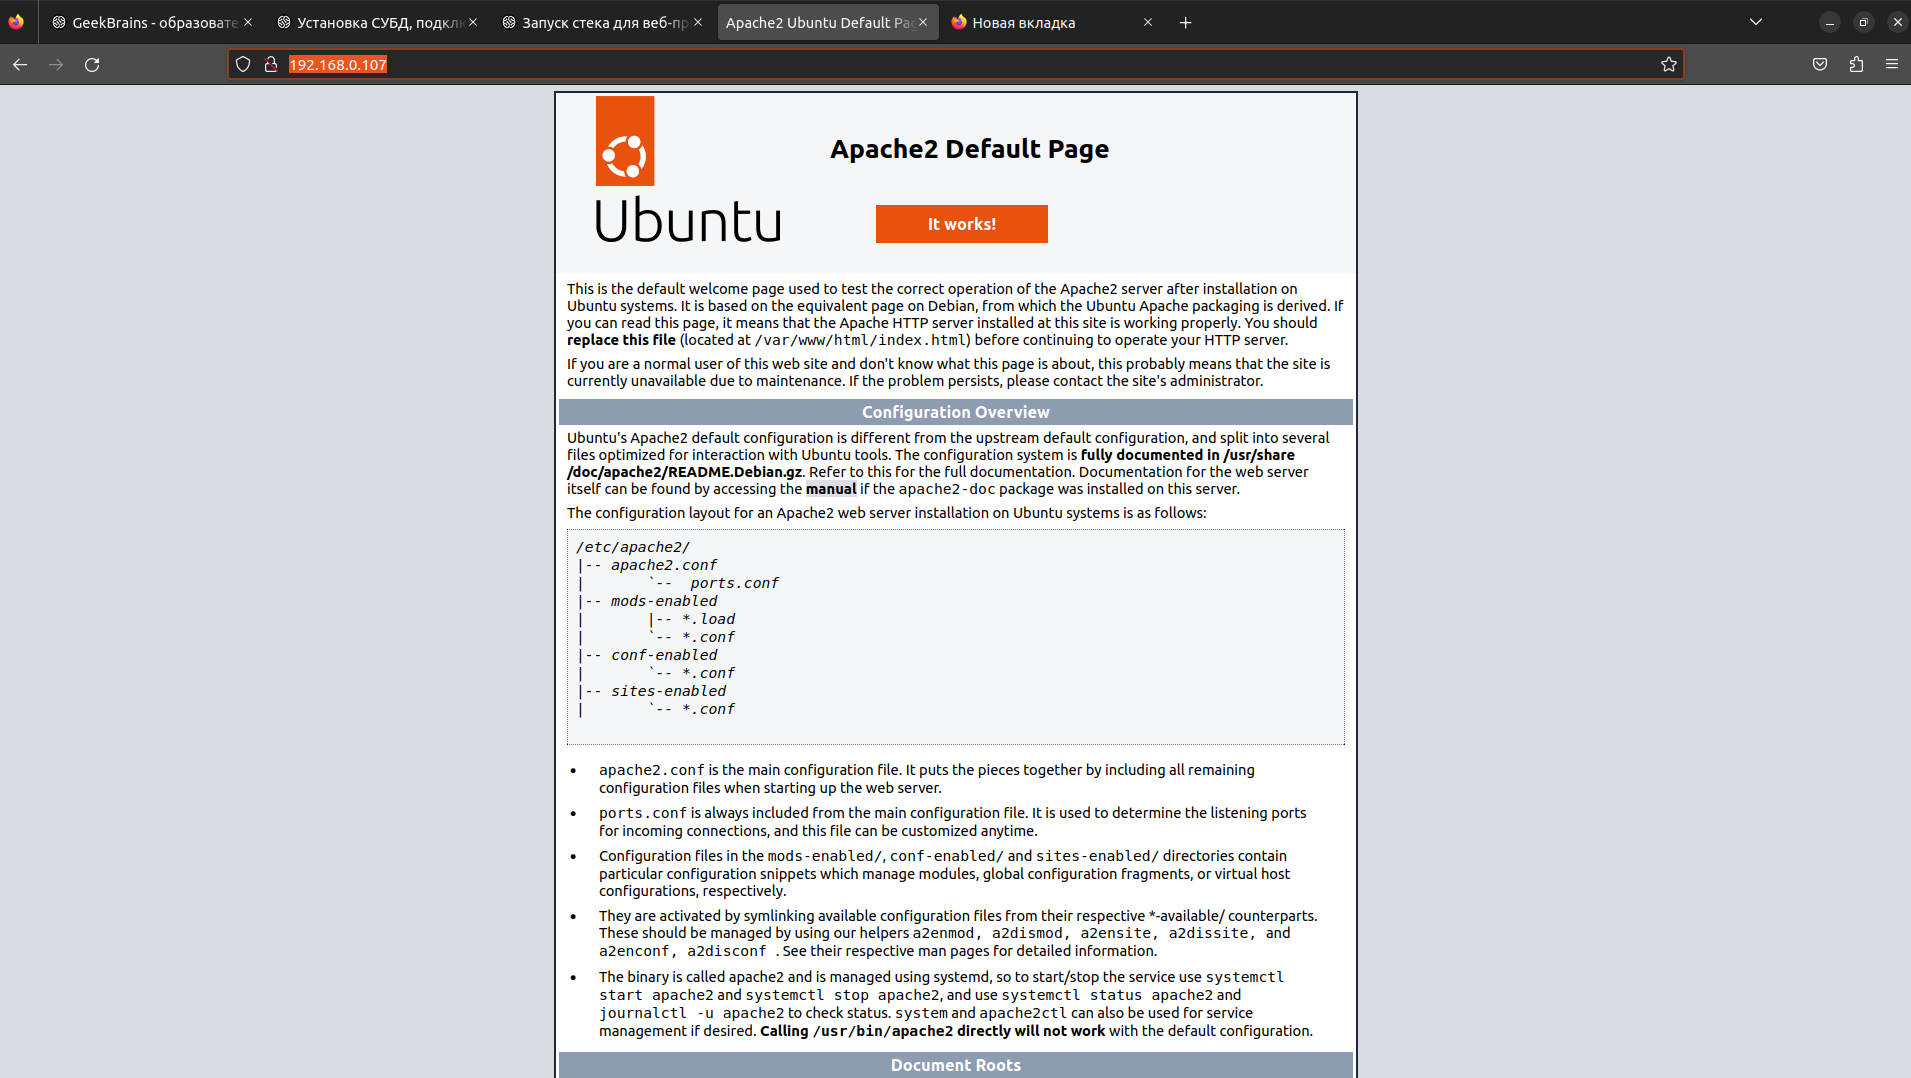 GeekBrains - образовате
Установка СУБД, подклю
Запуск стека для веб-пр
Apache2 Ubuntu Default Pag
Новая вкладка
192.168.0.107
Apache2 Default Page
Ubuntu
It works!
This is the default welcome page used to test the correct operation of the Apache2 server after installation on
Ubuntu systems. It is based on the equivalent page on Debian, from which the Ubuntu Apache packaging is derived. If
you can read this page, it means that the Apache HTTP server installed at this site is working properly. You should
replace this file (located at /var/www/html/index.html) before continuing to operate your HTTP server.
If you are a normal user of this web site and don't know what this page is about, this probably means that the site is
currently unavailable due to maintenance. If the problem persists, please contact the site's administrator.
Configuration Overview
Ubuntu's Apache2 default configuration is different from the upstream default configuration, and split into several
files optimized for interaction with Ubuntu tools. The configuration system is fully documented in /usr/share
/doc/apache2/README.Debian.gz. Refer to this for the full documentation. Documentation for the web server
itself can be found by accessing the manual if the apache2-doc package was installed on this server.
The configuration layout for an Apache2 web server installation on Ubuntu systems is as follows:
/etc/apache2/
|-- apache2.conf
|       `--  ports.conf
|-- mods-enabled
|       |-- *.load
|       `-- *.conf
|-- conf-enabled
|       `-- *.conf
|-- sites-enabled
|       `-- *.conf
• apache2.conf is the main configuration file. It puts the pieces together by including all remaining
configuration files when starting up the web server.
• ports.conf is always included from the main configuration file. It is used to determine the listening ports
for incoming connections, and this file can be customized anytime.
• Configuration files in the mods-enabled/, conf-enabled/ and sites-enabled/ directories contain
particular configuration snippets which manage modules, global configuration fragments, or virtual host
configurations, respectively.
• They are activated by symlinking available configuration files from their respective *-available/ counterparts.
These should be managed by using our helpers a2enmod, a2dismod, a2ensite, a2dissite, and
a2enconf, a2disconf . See their respective man pages for detailed information.
• The binary is called apache2 and is managed using systemd, so to start/stop the service use systemctl
start apache2 and systemctl stop apache2, and use systemctl status apache2 and
journalctl -u apache2 to check status. system and apache2ctl can also be used for service
management if desired. Calling /usr/bin/apache2 directly will not work with the default configuration.
Document Roots